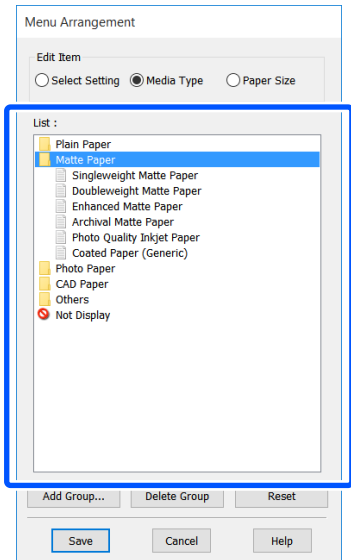 Menu Arrangement
Edit Item
Select Setting Media Type Paper Size
List :
Plain Paper
Matte Paper
Singleweight Matte Paper
Doubleweight Matte Paper
Enhanced Matte Paper
Archival Matte Paper
Photo Quality Inkjet Paper
Coated Paper (Generic)
Photo Paper
CAD Paper
Others
Not Display
Add Group... Delete Group Reset
Save Cancel Help